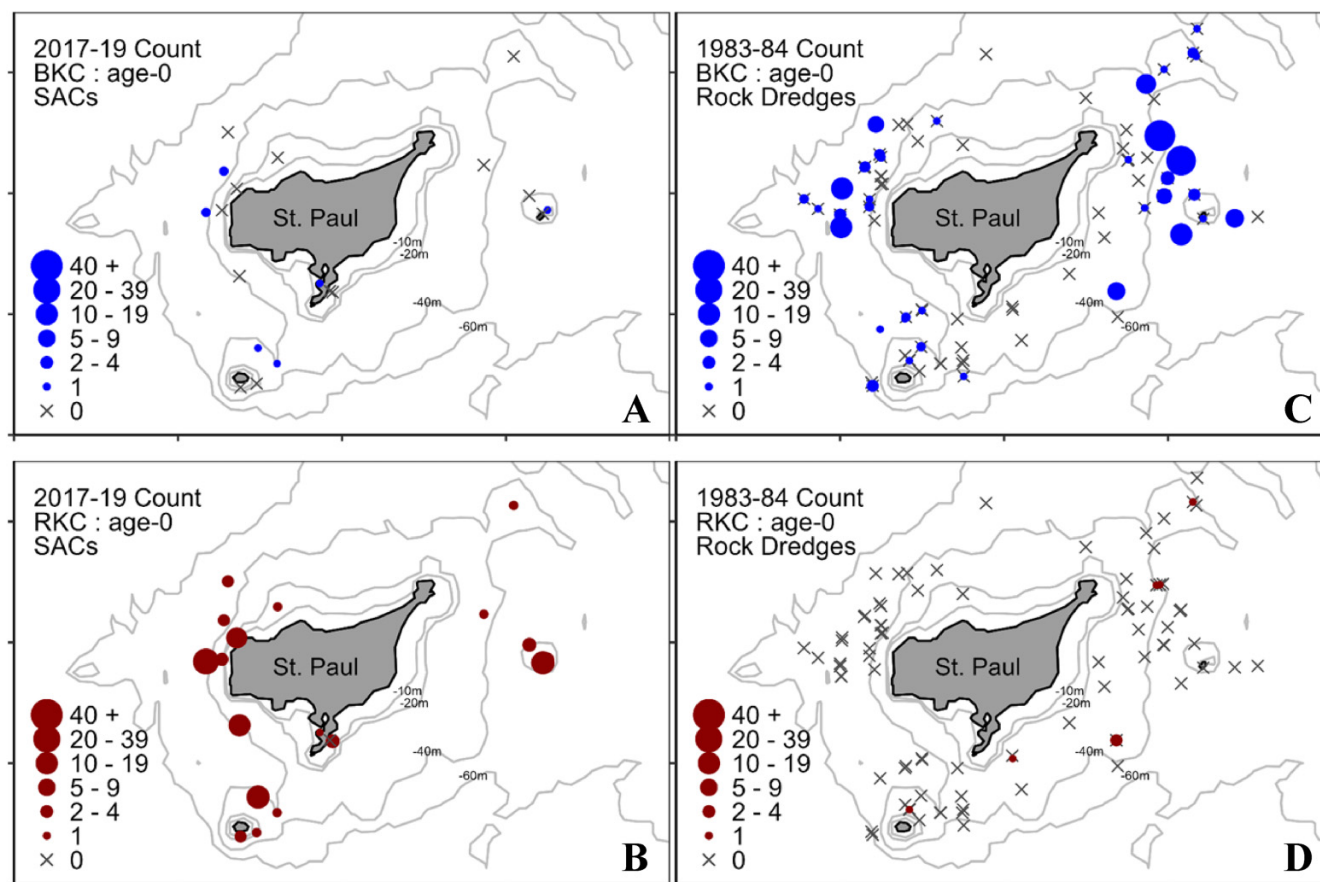 2017-19 Count
BKC : age-0
SACs
St. Paul
-10m
-20m
-40m
-60m
40 +
20 - 39
10 - 19
5 - 9
2 - 4
1
0
A
1983-84 Count
BKC : age-0
Rock Dredges
St. Paul
-10m
-20m
-40m
-60m
40 +
20 - 39
10 - 19
5 - 9
2 - 4
1
0
C
2017-19 Count
RKC : age-0
SACs
St. Paul
-10m
-20m
-40m
-60m
40 +
20 - 39
10 - 19
5 - 9
2 - 4
1
0
B
1983-84 Count
RKC : age-0
Rock Dredges
St. Paul
-10m
-20m
-40m
-60m
40 +
20 - 39
10 - 19
5 - 9
2 - 4
1
0
D